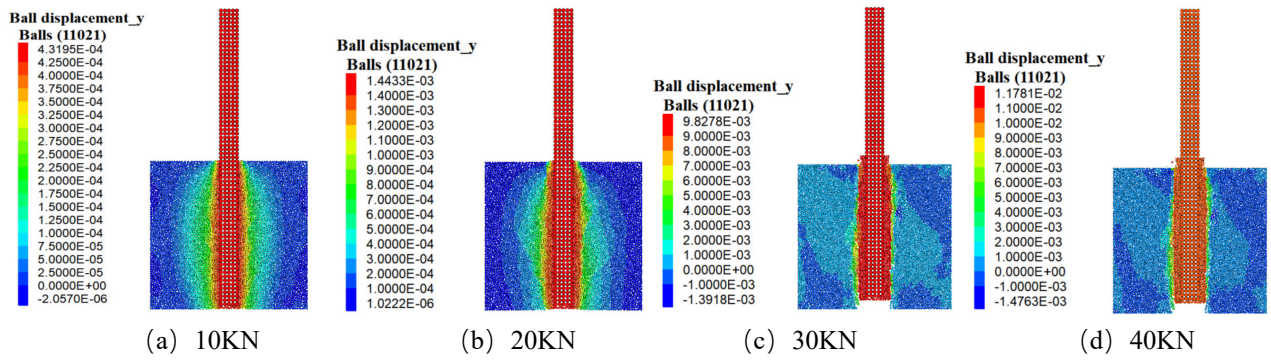 Ball displacement_y
Balls (11021)
4.3195E-04
4.2500E-04
4.0000E-04
3.7500E-04
3.5000E-04
3.2500E-04
3.0000E-04
2.7500E-04
2.5000E-04
2.2500E-04
2.0000E-04
1.7500E-04
1.5000E-04
1.2500E-04
1.0000E-04
7.5000E-05
5.0000E-05
2.5000E-05
0.0000E+00
-2.0570E-06
(a) 10KN
Ball displacement_y
Balls (11021)
1.4433E-03
1.4000E-03
1.3000E-03
1.2000E-03
1.1000E-03
1.0000E-03
9.0000E-04
8.0000E-04
7.0000E-04
6.0000E-04
5.0000E-04
4.0000E-04
3.0000E-04
2.0000E-04
1.0000E-04
1.0222E-06
(b) 20KN
Ball displacement_y
Balls (11021)
9.8278E-03
9.0000E-03
8.0000E-03
7.0000E-03
6.0000E-03
5.0000E-03
4.0000E-03
3.0000E-03
2.0000E-03
1.0000E-03
0.0000E+00
-1.0000E-03
-1.3918E-03
(c) 30KN
Ball displacement_y
Balls (11021)
1.1781E-02
1.1000E-02
1.0000E-02
9.0000E-03
8.0000E-03
7.0000E-03
6.0000E-03
5.0000E-03
4.0000E-03
3.0000E-03
2.0000E-03
1.0000E-03
0.0000E+00
-1.0000E-03
-1.4763E-03
(d) 40KN